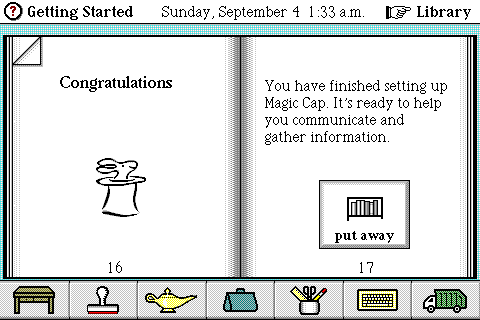 Getting Started Sunday, September 4 1:33 a.m. Library
Congratulations
16
You have finished setting up
Magic Cap. It's ready to help
you communicate and
gather information.
put away
17